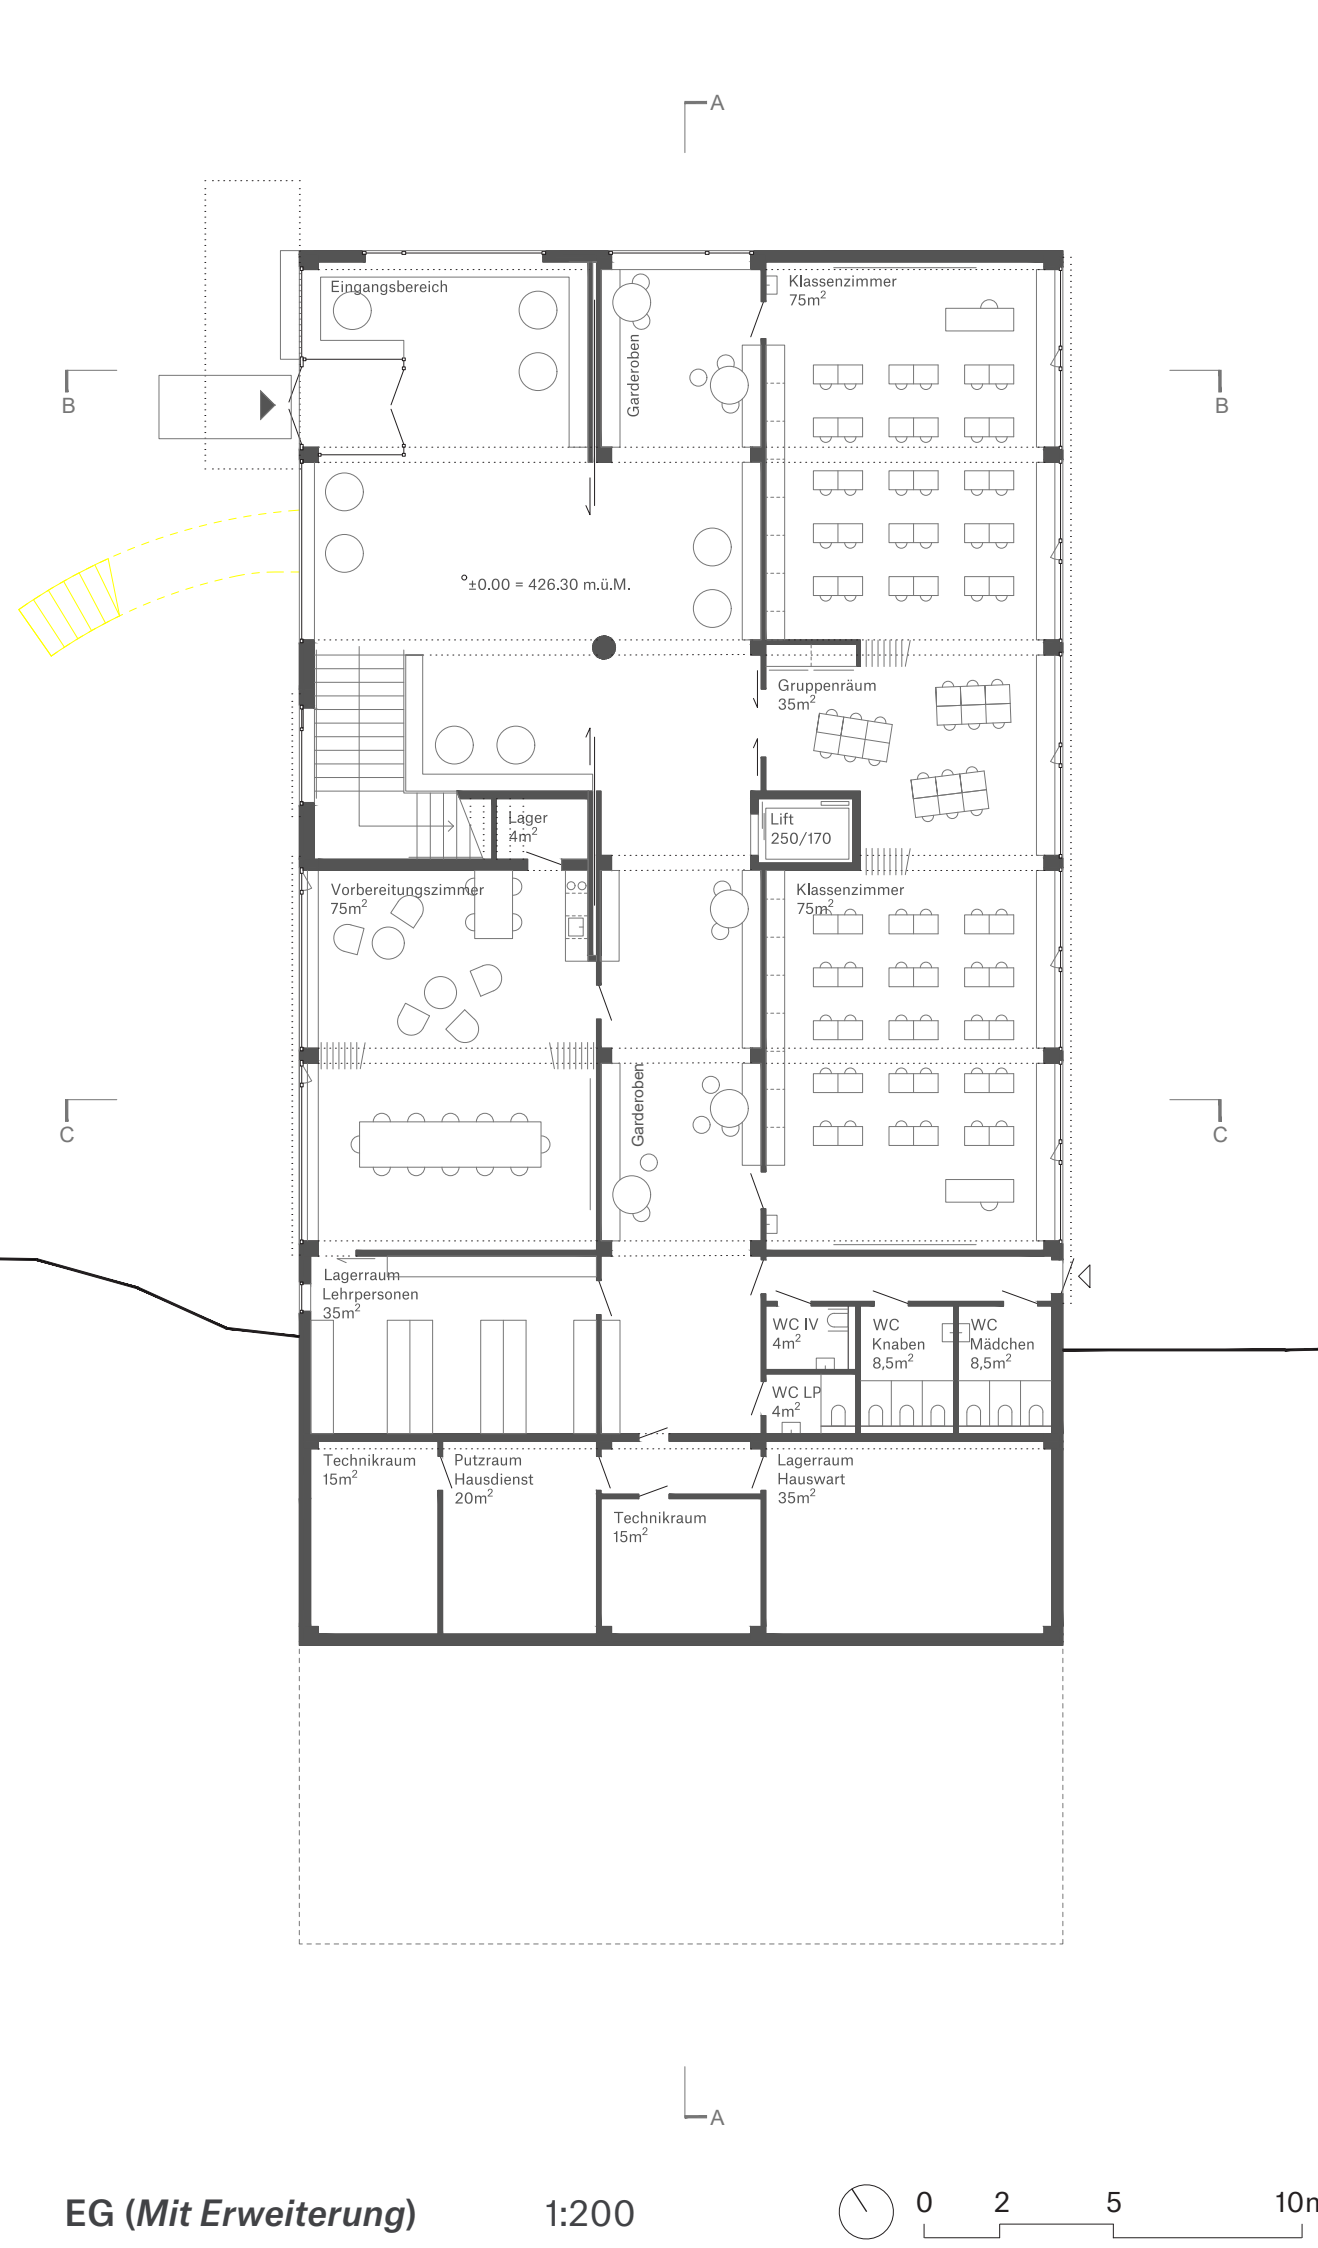 A
Eingangsbereich
Klassenzimmer
75m²
Garderoben
B
B
°±0.00 = 426.30 m.ü.M.
Gruppenräum
35m²
Lager
4m²
Lift
250/170
Vorbereitungszimmer
75m²
Klassenzimmer
75m²
Garderoben
C
C
Lagerraum
Lehrpersonen
35m²
WC IV
4m²
WC
Knaben
8,5m²
WC
Mädchen
8,5m²
WC LP
4m²
Technikraum
15m²
Putzraum
Hausdienst
20m²
Lagerraum
Hauswart
35m²
Technikraum
15m²
A
EG (Mit Erweiterung)
1:200
0 2 5 10m